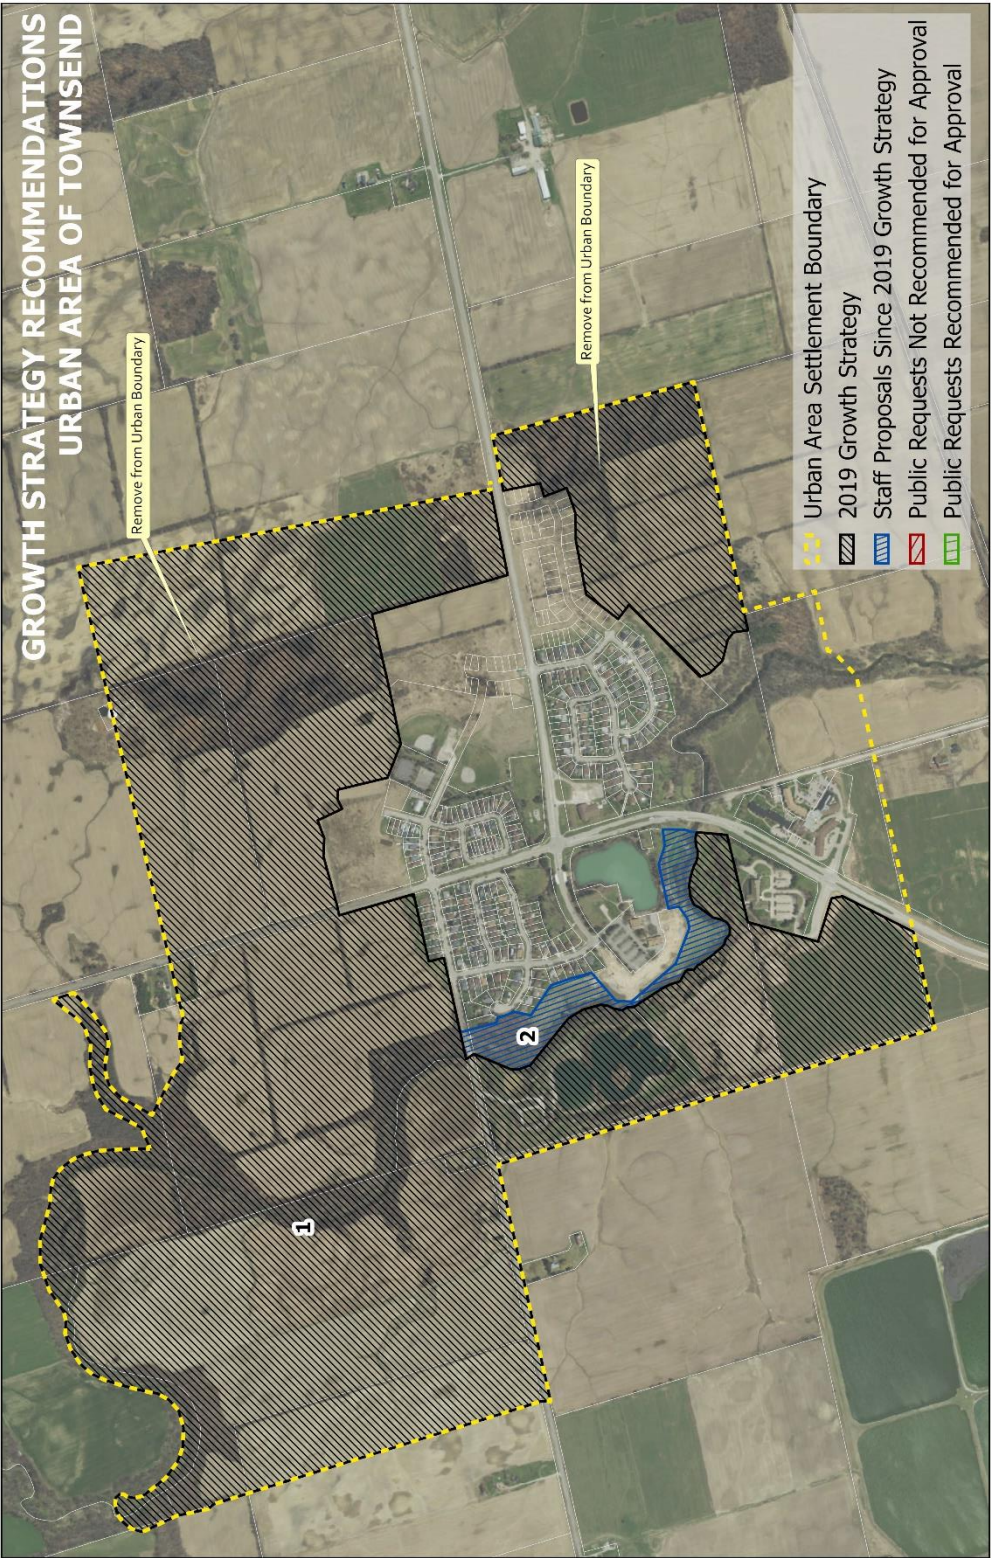 GROWTH STRATEGY RECOMMENDATIONS
URBAN AREA OF TOWNSEND
Remove from Urban Boundary
Remove from Urban Boundary
1
2
Urban Area Settlement Boundary
2019 Growth Strategy
Staff Proposals Since 2019 Growth Strategy
Public Requests Not Recommended for Approval
Public Requests Recommended for Approval